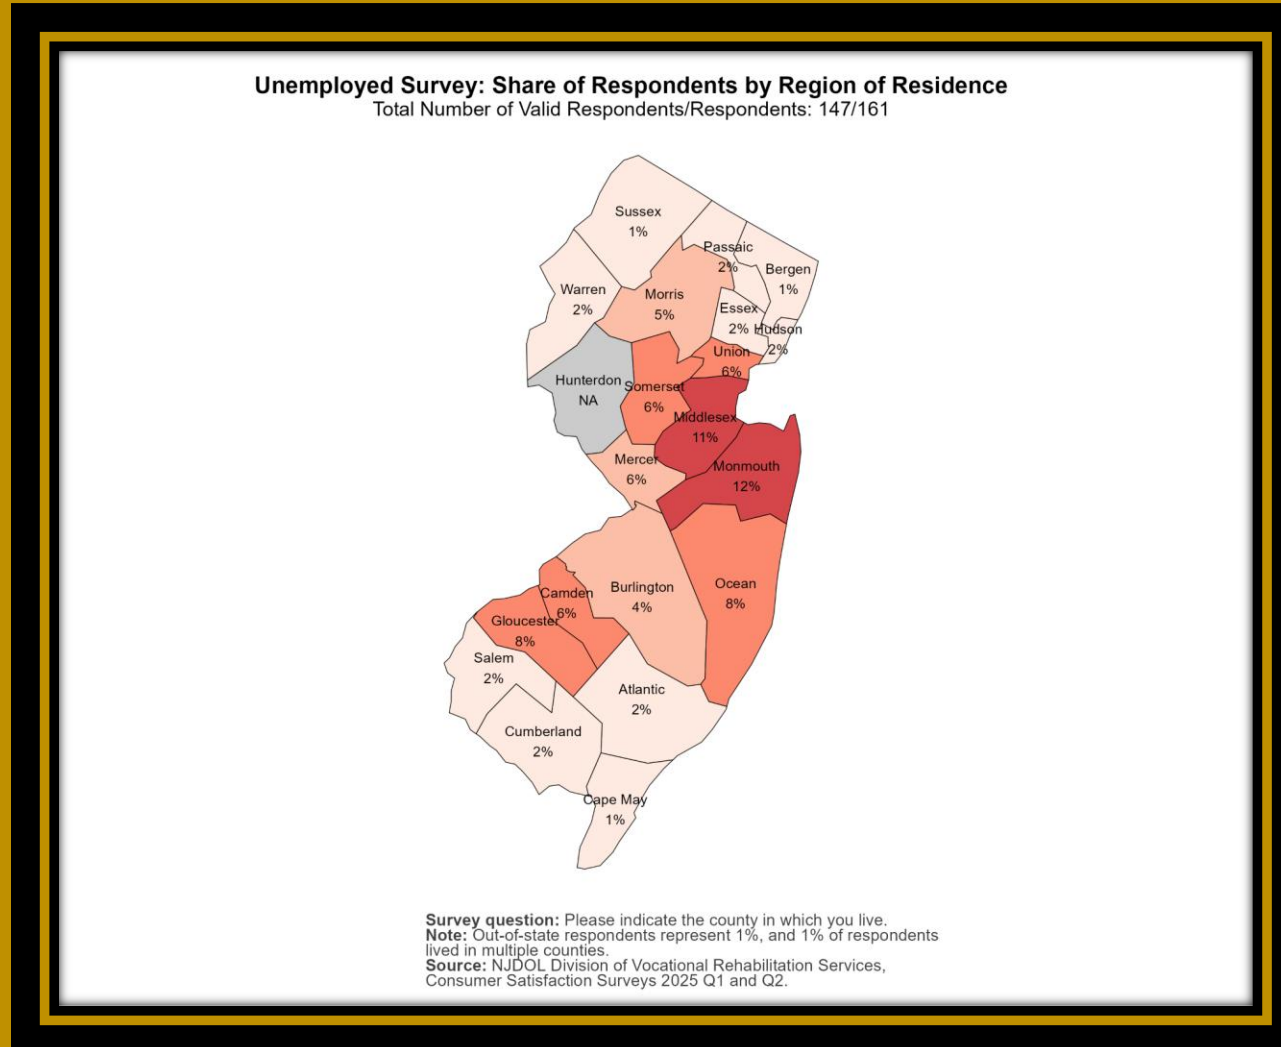 Unemployed Survey: Share of Respondents by Region of Residence
Total Number of Valid Respondents/Respondents: 147/161
Sussex
1%
Passaic
2%
Bergen
1%
Warren
2%
Morris
5%
Essex
2%
Hudson
2%
Union
6%
Hunterdon
NA
Somerset
6%
Middlesex
11%
Mercer
6%
Monmouth
12%
Ocean
8%
Burlington
4%
Camden
6%
Gloucester
8%
Salem
2%
Atlantic
2%
Cumberland
2%
Cape May
1%
Survey question: Please indicate the county in which you live.
Note: Out-of-state respondents represent 1%, and 1% of respondents
lived in multiple counties.
Source: NJDOL Division of Vocational Rehabilitation Services,
Consumer Satisfaction Surveys 2025 Q1 and Q2.